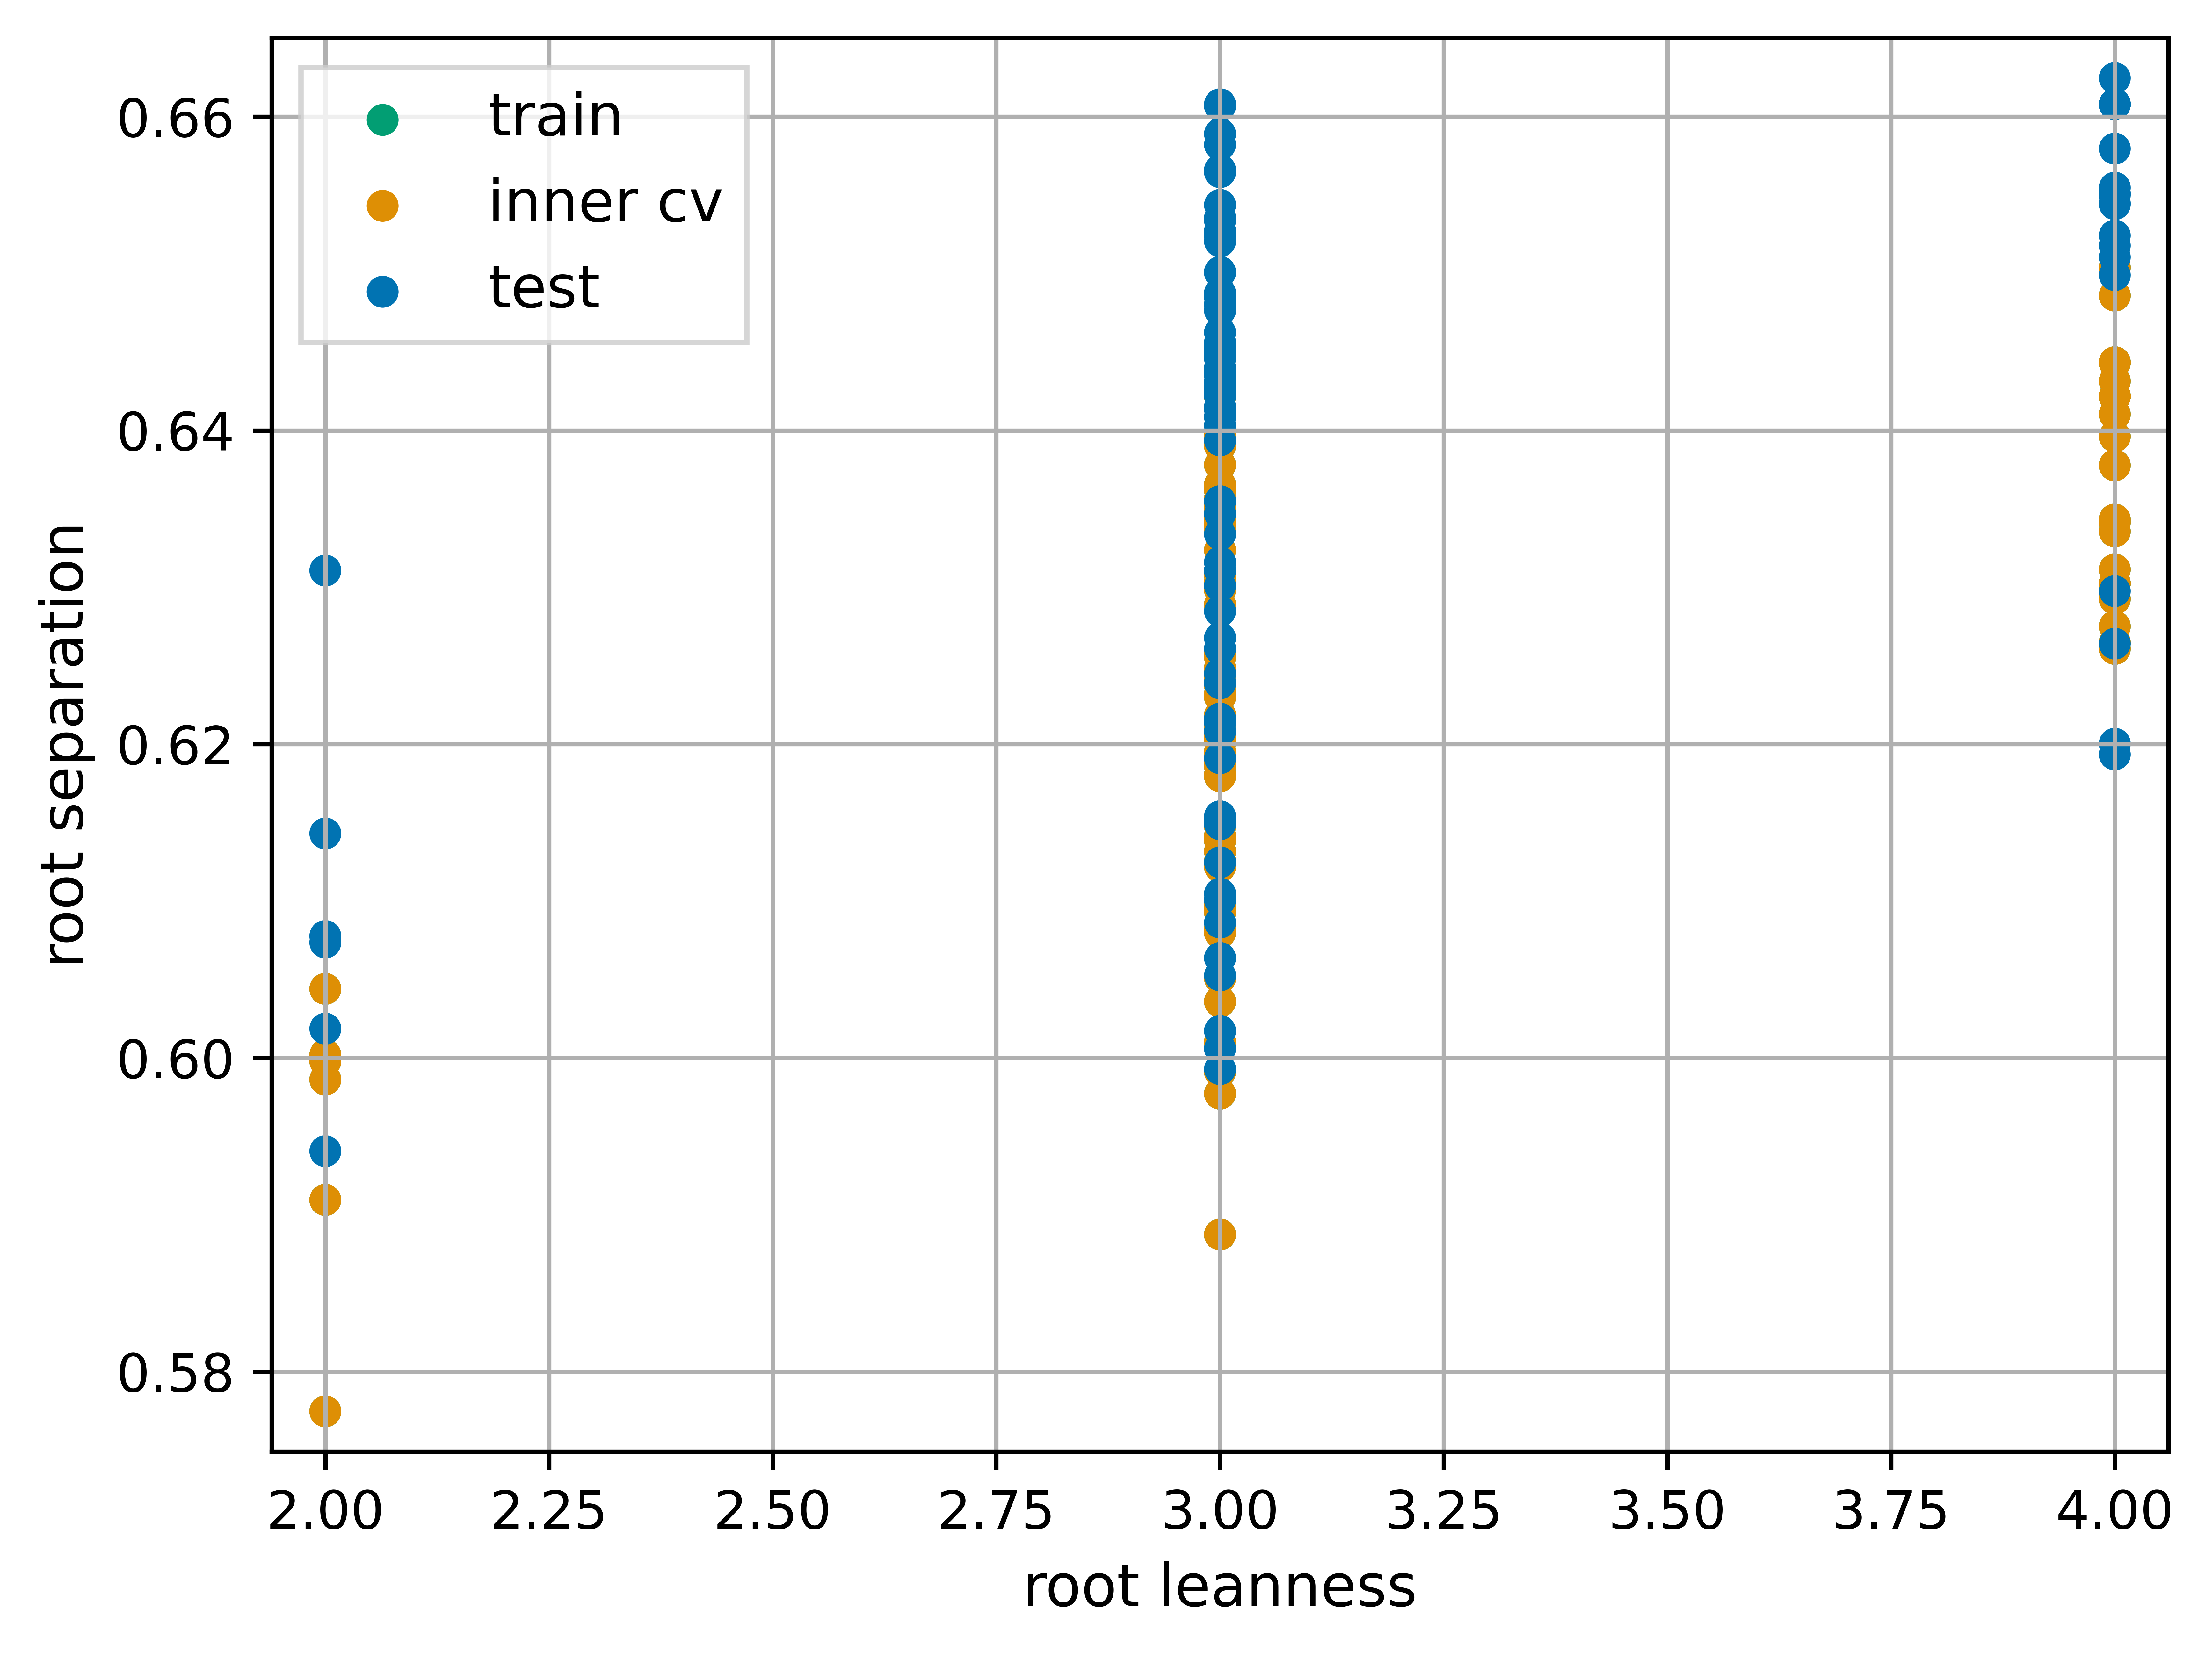 train
inner cv
test
0.66
0.64
0.62
0.60
0.58
root separation
2.00 2.25 2.50 2.75 3.00 3.25 3.50 3.75 4.00
root leanness